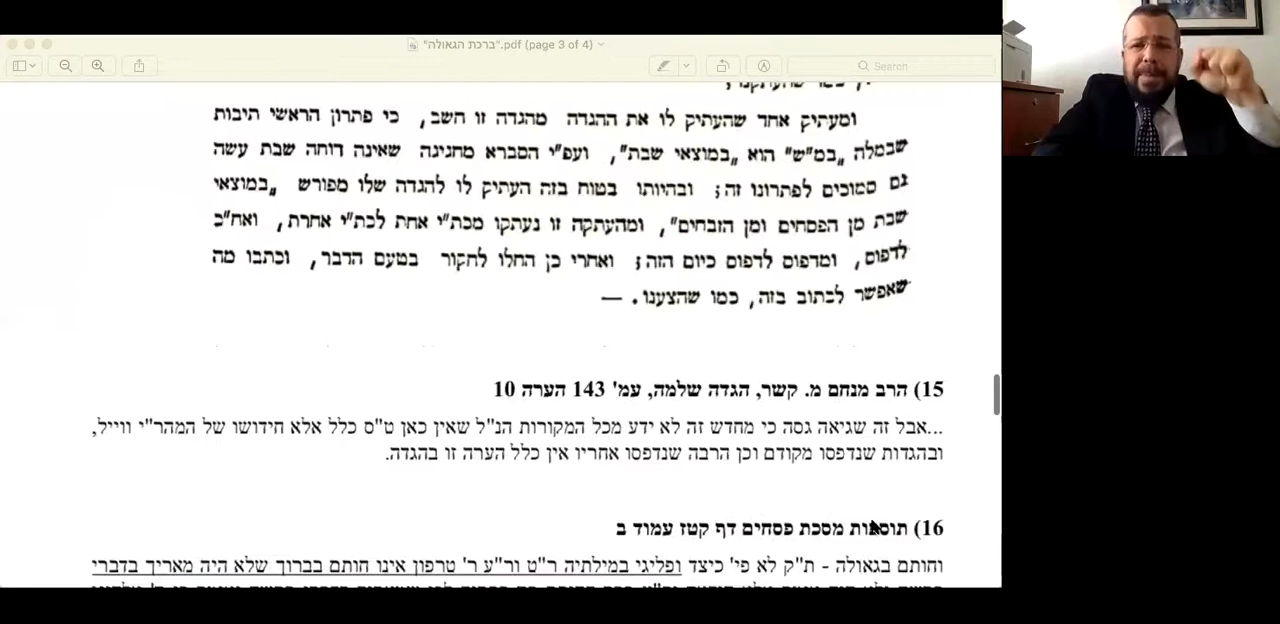 "ברכת הגאולה".pdf (page 3 of 4)
Search
ומעתיק אחד שהעתיק לו את ההגדה מהגדה זו חשב, כי פתרון הראשי תיבות
שבמלה „במ"ש" הוא „במוצאי שבת", ועפ"י הסברא מחגיגה שאינה דוחה שבת עשה
גם סמוכים לפתרונו זה; ובהיותו בטוח בזה העתיק לו להגדה שלו מפורש „במוצאי
שבת מן הפסחים ומן הזבחים", ומהעתקה זו נעתקו מכת"י אחת לכת"י אחרת, ואח"כ
לדפוס, ומדפוס לדפוס כיום הזה; ואחרי כן החלו לחקור בטעם הדבר, וכתבו מה
שאפשר לכתוב בזה, כמו שהצענו. —
15) הרב מנחם מ. קשר, הגדה שלמה, עמ' 143 הערה 10
...אבל זה שגיאה גסה כי מחדש זה לא ידע מכל המקורות הנ"ל שאין כאן ט"ס כלל אלא חידושו של המהר"י ווייל,
ובהגדות שנדפסו מקודם וכן הרבה שנדפסו אחריו אין כלל הערה זו בהגדה.
16) תוספות מסכת פסחים דף קטז עמוד ב
וחותם בגאולה - ת"ק לא פי' כיצד ופליגי במילתיה ר"ט ור"ע ר' טרפון אינו חותם בברוך שלא היה מאריך בדברי